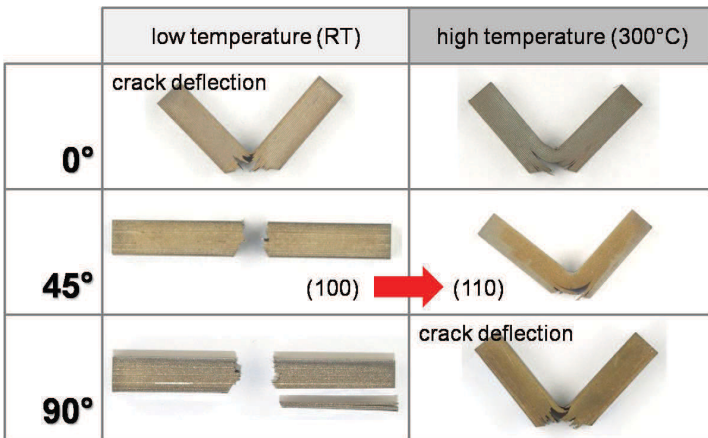 low temperature (RT)
high temperature (300°C)
0°
crack deflection
45°
(100)
(110)
90°
crack deflection